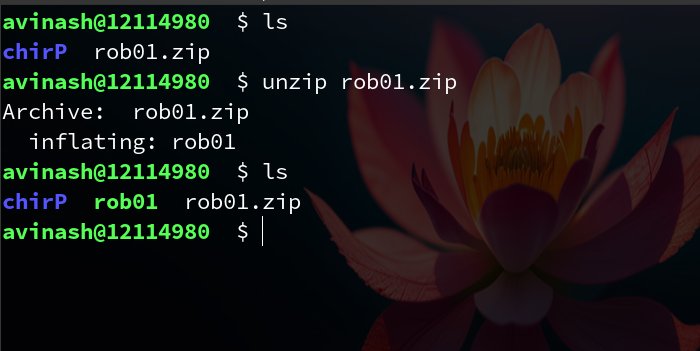 avinash@12114980  $ ls
chirP  rob01.zip
avinash@12114980  $ unzip rob01.zip
Archive:  rob01.zip
  inflating: rob01
avinash@12114980  $ ls
chirP  rob01  rob01.zip
avinash@12114980  $